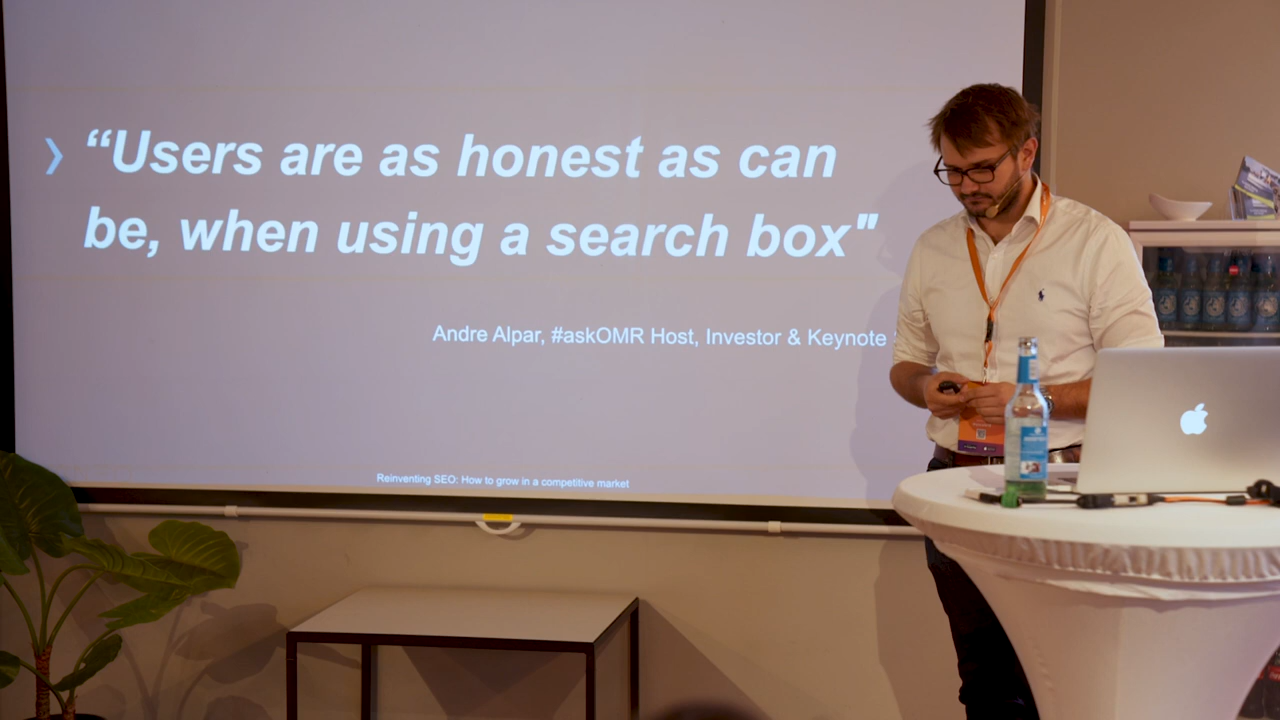 “Users are as honest as can
be, when using a search box"
Andre Alpar, #askOMR Host, Investor & Keynote
Reinventing SEO: How to grow in a competitive market